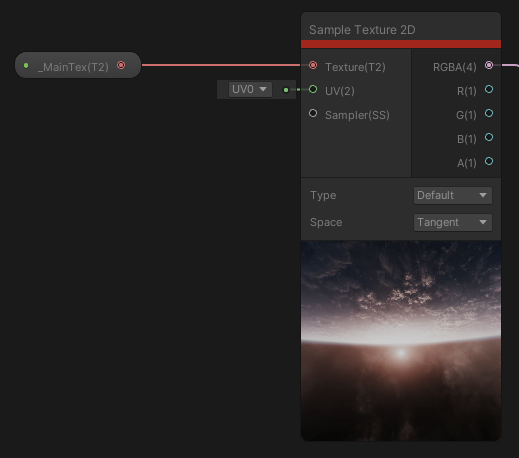 Sample Texture 2D
_MainTex(T2)
Texture(T2)
RGBA(4)
UV0
UV(2)
R(1)
Sampler(SS)
G(1)
B(1)
A(1)
Type
Default
Space
Tangent